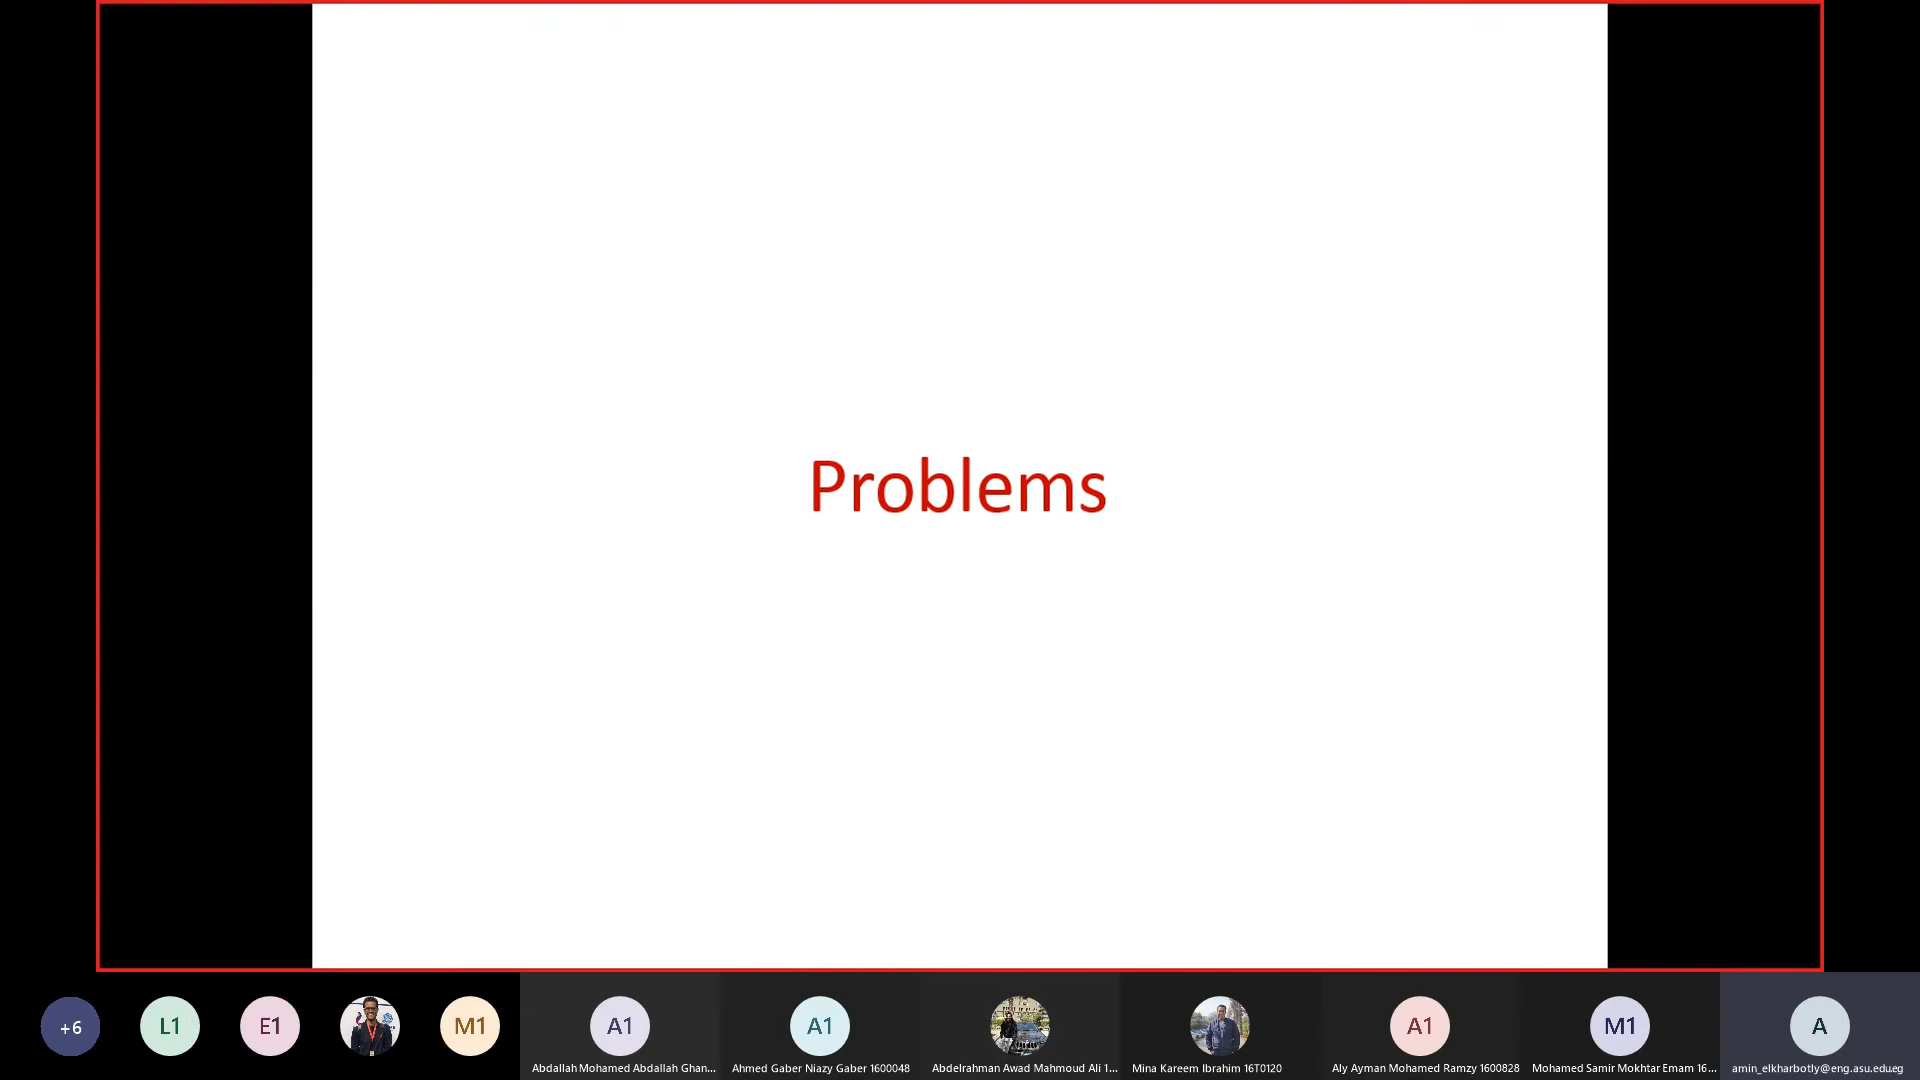 Problems
+6
L1
E1
M1
A1
A1
A1
M1
A
Abdallah Mohamed Abdallah Ghan...
Ahmed Gaber Niazy Gaber 1600048
Abdelrahman Awad Mahmoud Ali 1...
Mina Kareem Ibrahim 16T0120
Aly Ayman Mohamed Ramzy 1600828
Mohamed Samir Mokhtar Emam 16...
amin_elkharbotly@eng.asu.edu.eg